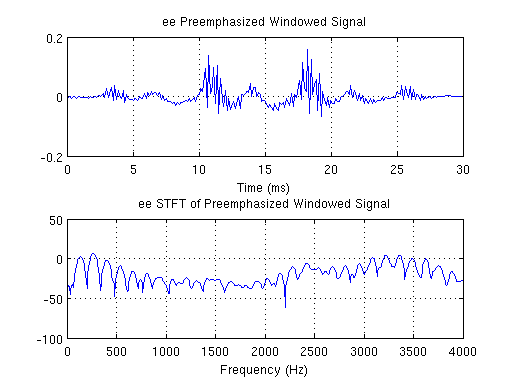 ee Preemphasized Windowed Signal
0.2
0
-0.2
0 5 10 15 20 25 30
Time (ms)
ee STFT of Preemphasized Windowed Signal
50
0
-50
-100
0 500 1000 1500 2000 2500 3000 3500 4000
Frequency (Hz)